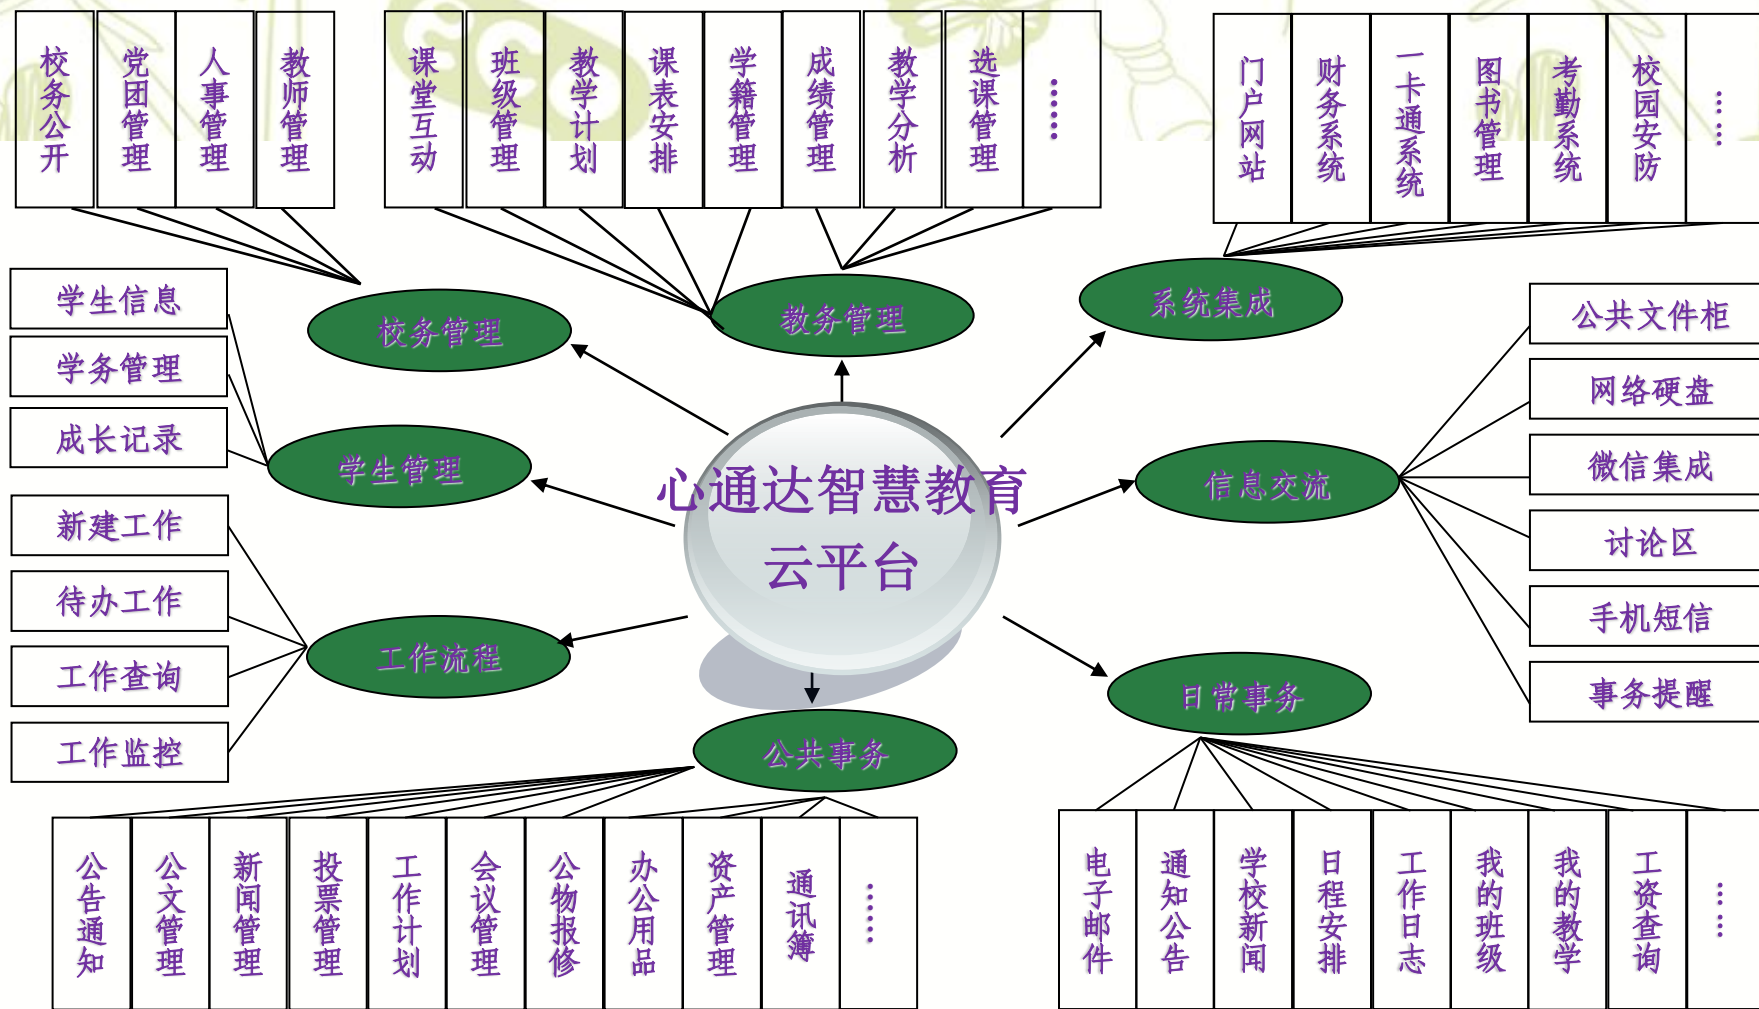 校务公开
党团管理
人事管理
教师管理
课堂互动
班级管理
教学计划
课表安排
学籍管理
成绩管理
教学分析
选课管理
……
门户网站
财务系统
一卡通系统
图书管理
考勤系统
校园安防
……
校务管理
教务管理
系统集成
学生信息
学务管理
成长记录
学生管理
新建工作
待办工作
工作查询
工作监控
工作流程
心通达智慧教育
云平台
信息交流
公共文件柜
网络硬盘
微信集成
讨论区
手机短信
事务提醒
日常事务
公共事务
公告通知
公文管理
新闻管理
投票管理
工作计划
会议管理
公物报修
办公用品
资产管理
通讯簿
……
电子邮件
通知公告
学校新闻
日程安排
工作日志
我的班级
我的教学
工资查询
……